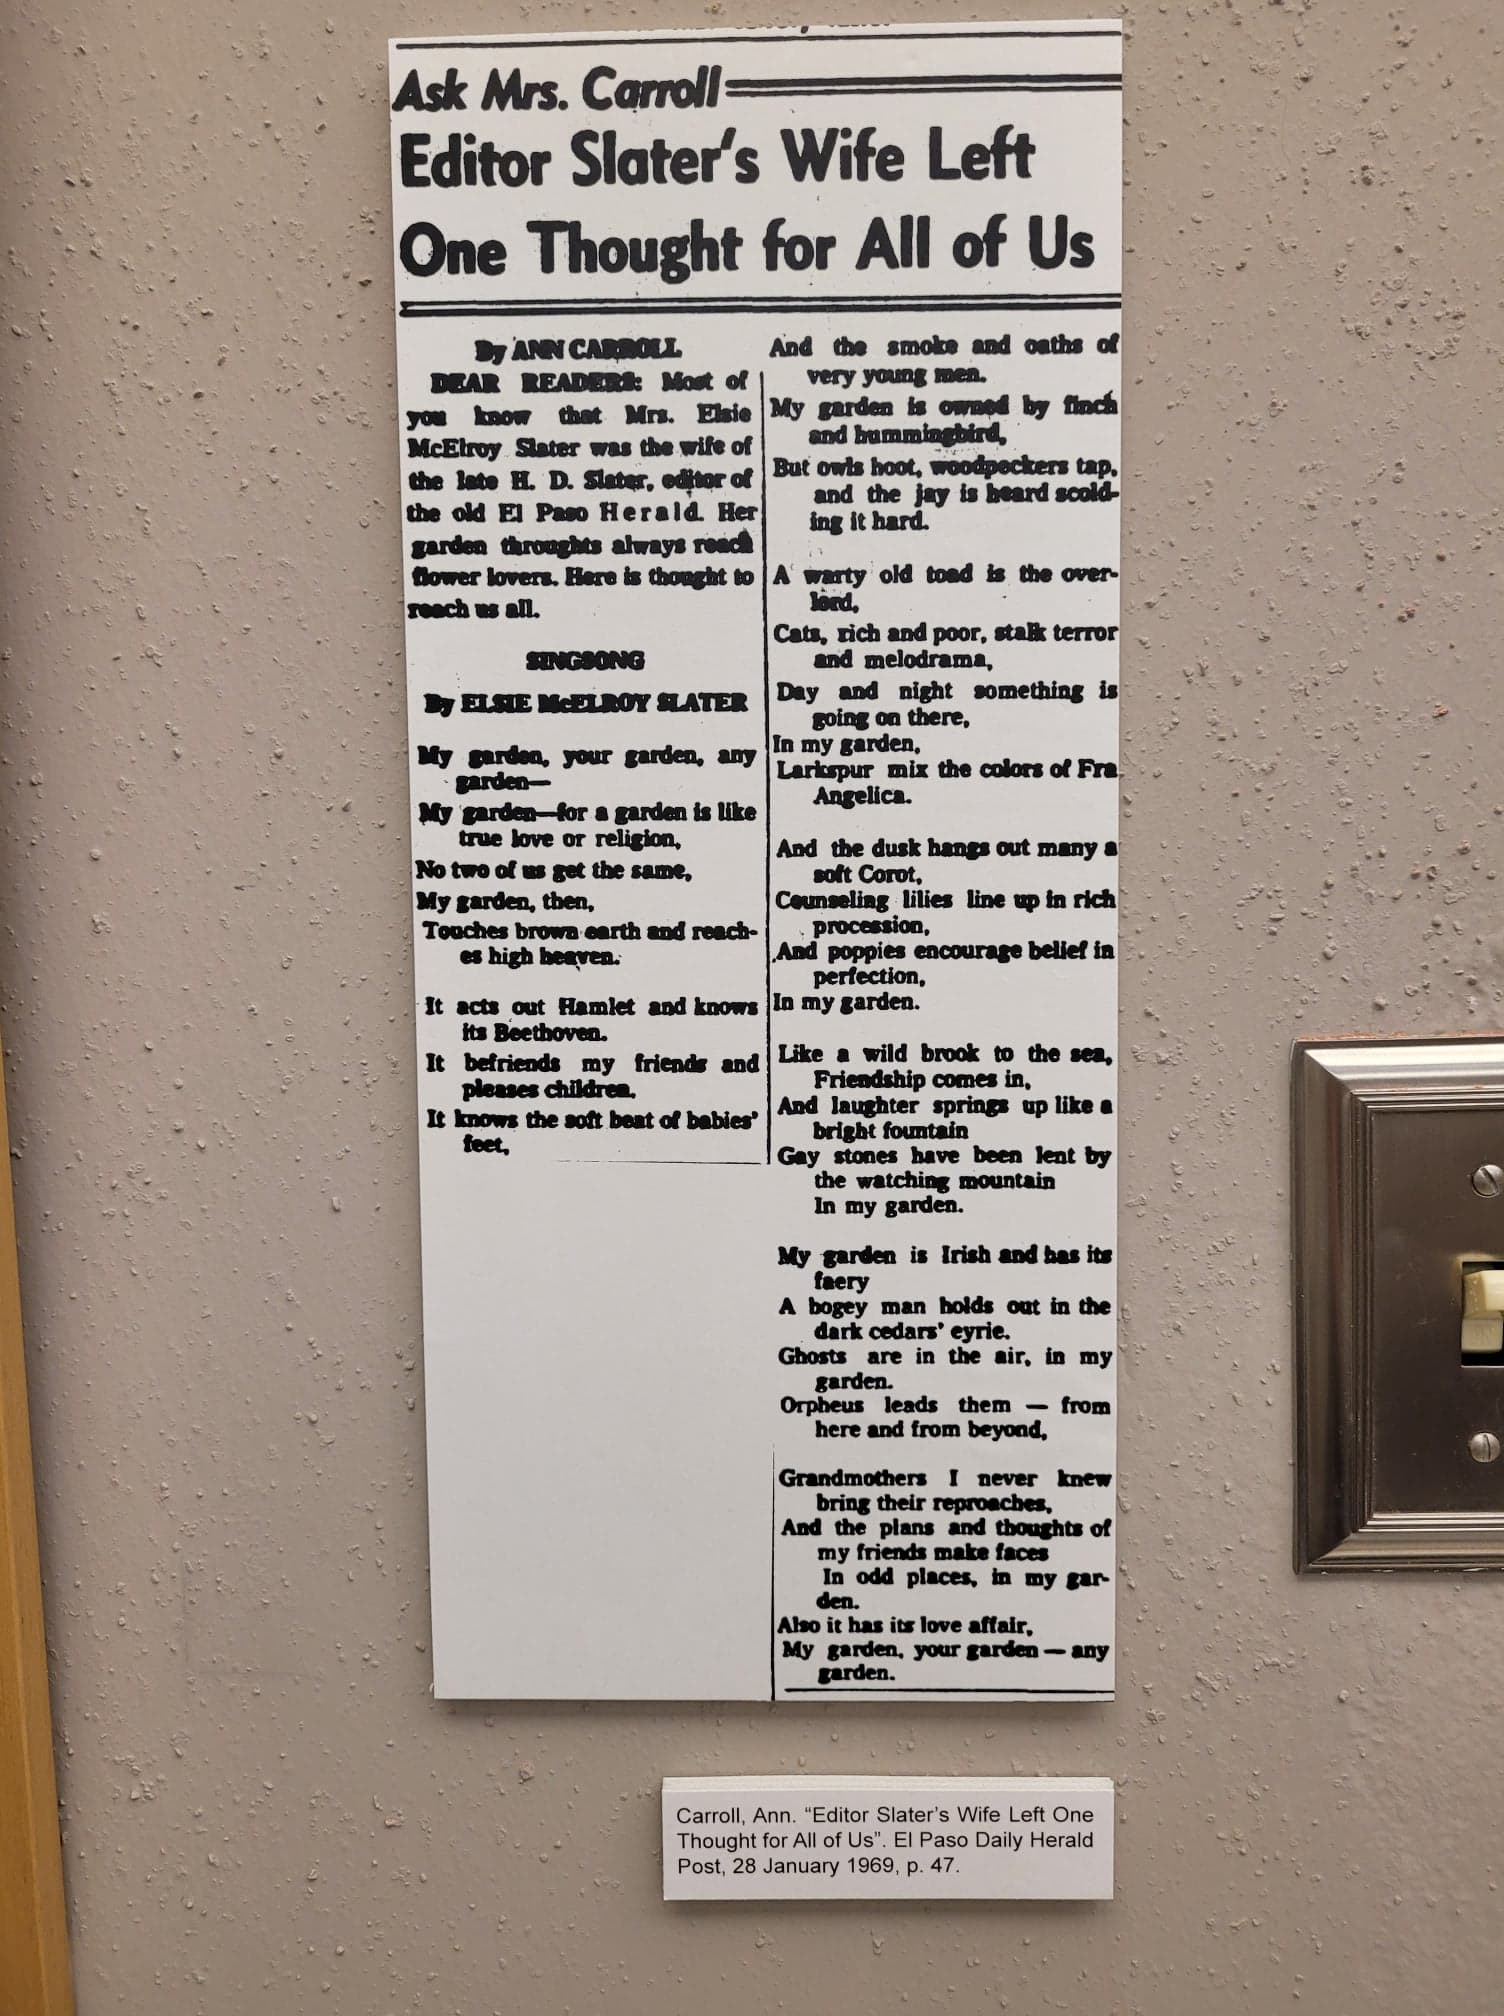 Ask Mrs. Carroll
Editor Slater's Wife Left
One Thought for All of Us
By ANN CARROLL
DEAR READERS: Most of
you know that Mrs. Elsie
McElroy Slater was the wife of
the late H. D. Slater, editor of
the old El Paso Herald. Her
garden throughts always reach
flower lovers. Here is thought to
reach us all.
SINGSONG
By ELSIE McELROY SLATER
My garden, your garden, any
garden—
My garden—for a garden is like
true love or religion,
No two of us get the same,
My garden, then,
Touches brown earth and reach-
es high heaven.
It acts out Hamlet and knows
its Beethoven.
It befriends my friends and
pleases children.
It knows the soft beat of babies'
feet,
And the smoke and oaths of
very young men.
My garden is owned by finch
and hummingbird,
But owls hoot, woodpeckers tap,
and the jay is heard scold-
ing it hard.
A warty old toad is the over-
lord,
Cats, rich and poor, stalk terror
and melodrama,
Day and night something is
going on there,
In my garden,
Larkspur mix the colors of Fra
Angelica.
And the dusk hangs out many a
soft Corot,
Counseling lilies line up in rich
procession,
And poppies encourage belief in
perfection,
In my garden.
Like a wild brook to the sea,
Friendship comes in,
And laughter springs up like a
bright fountain
Gay stones have been lent by
the watching mountain
In my garden.
My garden is Irish and has its
faery
A bogey man holds out in the
dark cedars' eyrie.
Ghosts are in the air, in my
garden.
Orpheus leads them — from
here and from beyond,
Grandmothers I never knew
bring their reproaches,
And the plans and thoughts of
my friends make faces
In odd places, in my gar-
den.
Also it has its love affair,
My garden, your garden — any
garden.
Carroll, Ann. “Editor Slater’s Wife Left One
Thought for All of Us”. El Paso Daily Herald
Post, 28 January 1969, p. 47.